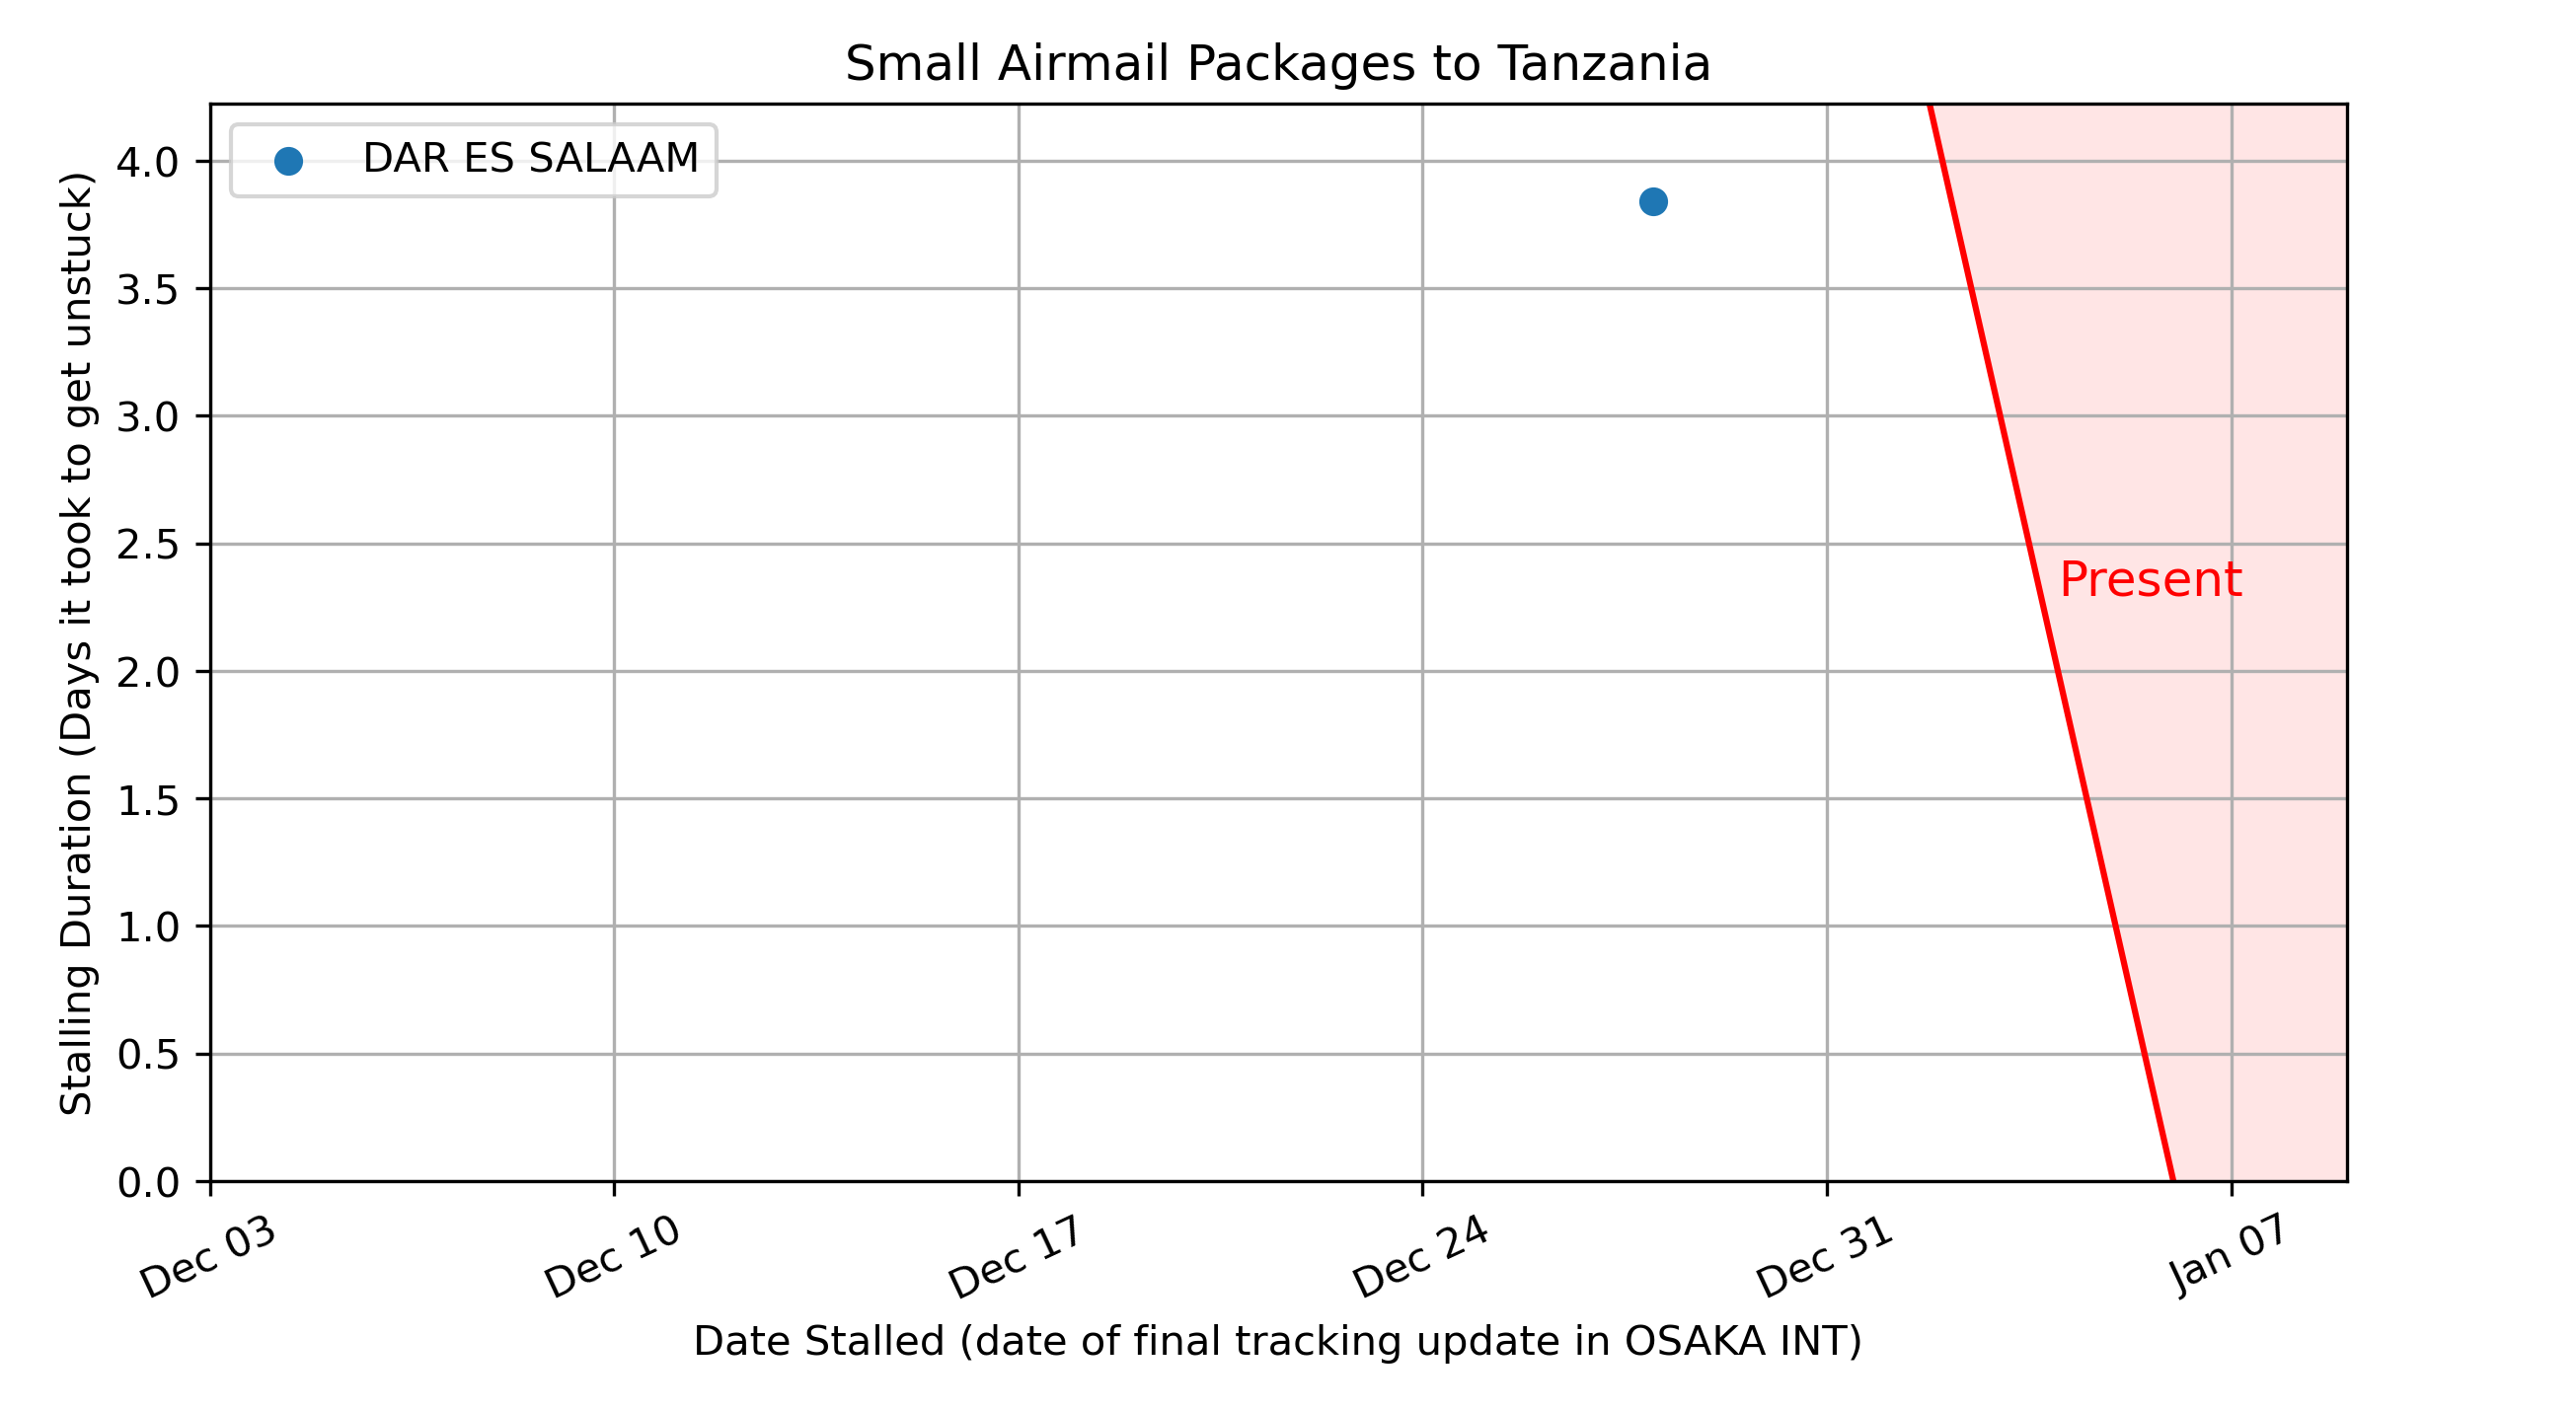 Small Airmail Packages to Tanzania
DAR ES SALAAM
Stalling Duration (Days it took to get unstuck)
4.0
3.5
3.0
2.5
2.0
1.5
1.0
0.5
0.0
Present
Dec 03
Dec 10
Dec 17
Dec 24
Dec 31
Jan 07
Date Stalled (date of final tracking update in OSAKA INT)